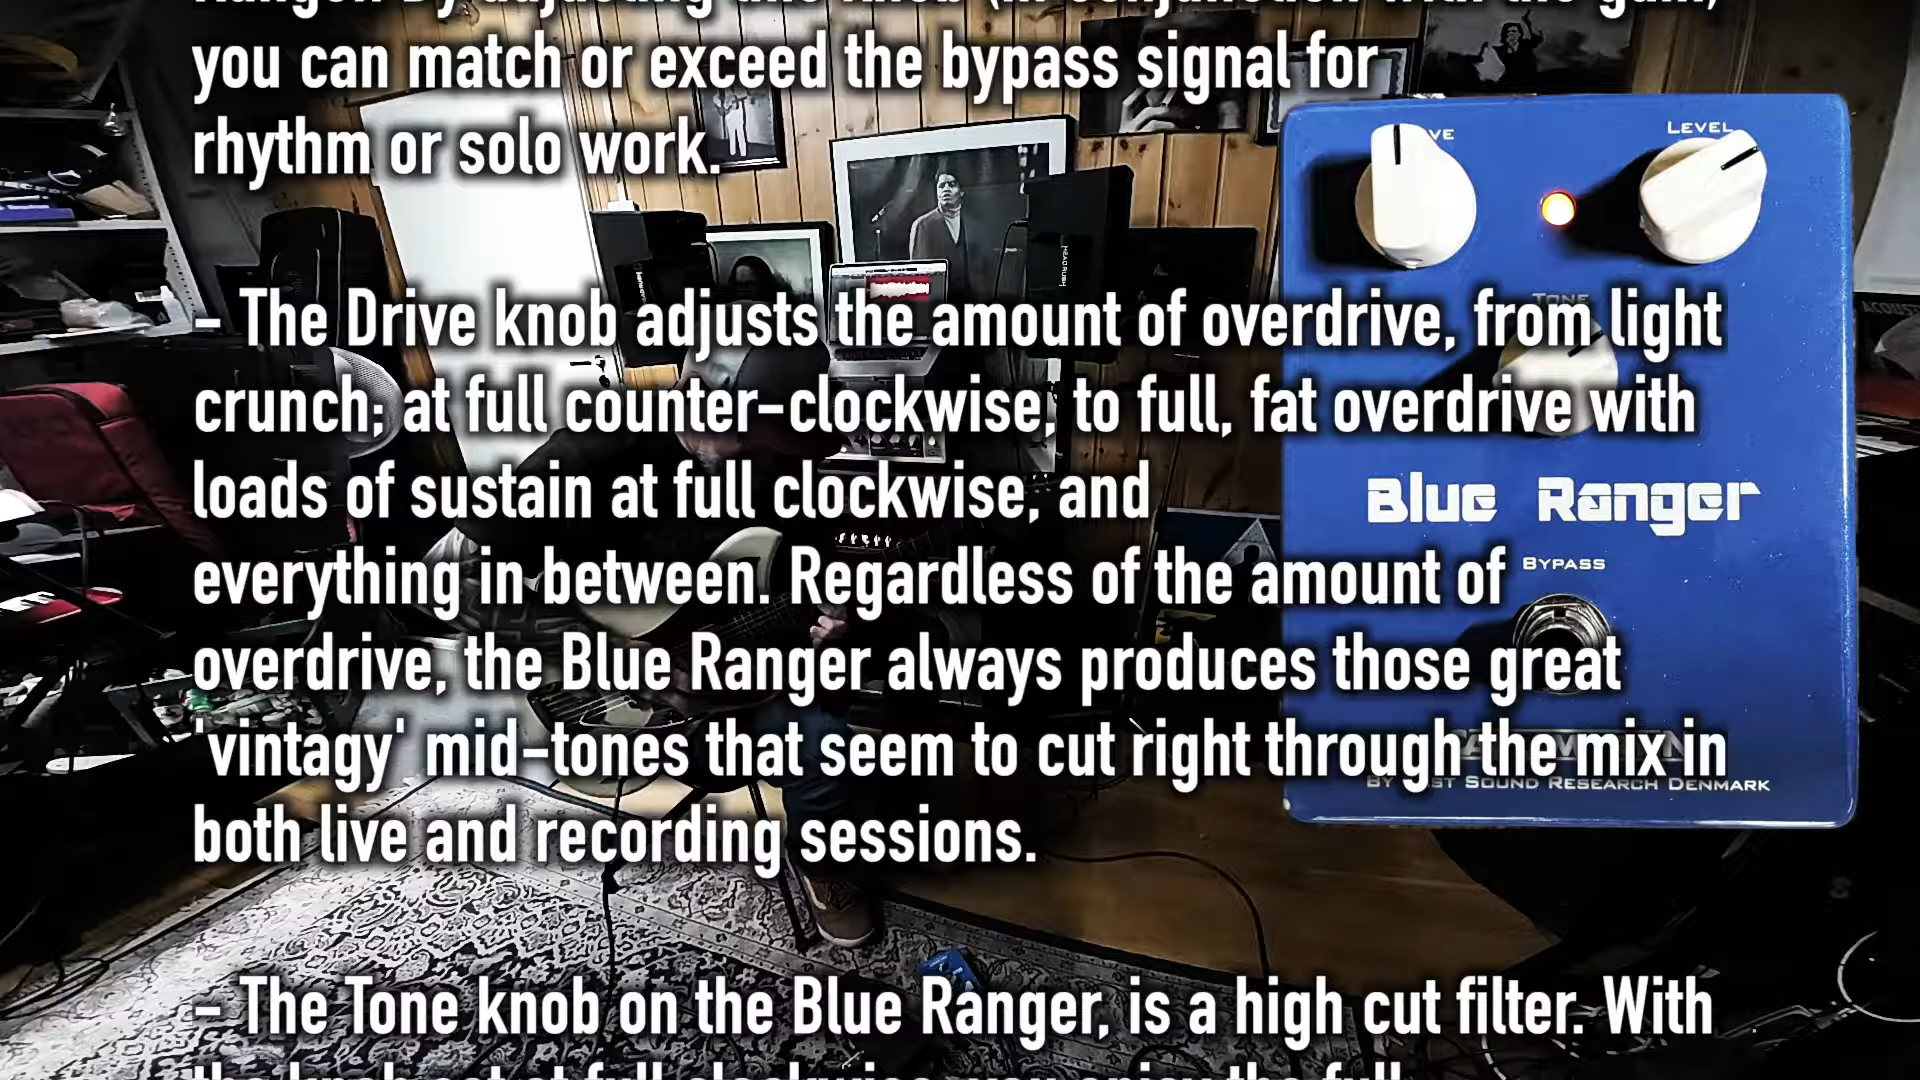 you can match or exceed the bypass signal for
rhythm or solo work.
LEVEL
- The Drive knob adjusts the amount of overdrive, from light
crunch; at full counter-clockwise, to full, fat overdrive with
loads of sustain at full clockwise, and
everything in between. Regardless of the amount of
overdrive, the Blue Ranger always produces those great
'vintagy' mid-tones that seem to cut right through the mix in
both live and recording sessions.
- The Tone knob on the Blue Ranger, is a high cut filter. With
TONE
Blue Ranger
BYPASS
SOUND RESEARCH DENMARK
HEADRUSH